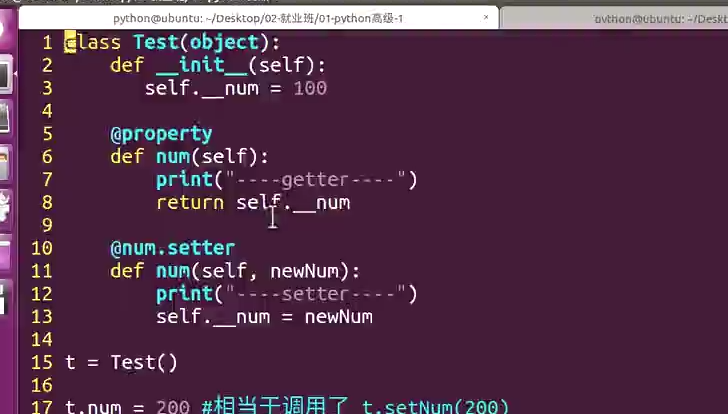 python@ubuntu: ~/Desktop/02-就业班/01-python高级-1 × python@ubuntu: ~/Desktop/0
1 class Test(object):
2     def __init__(self):
3        self.__num = 100
4
5     @property
6     def num(self):
7         print("----getter----")
8         return self.__num
9
10     @num.setter
11     def num(self, newNum):
12         print("----setter----")
13         self.__num = newNum
14
15 t = Test()
16
17 t.num = 200 #相当于调用了 t.setNum(200)